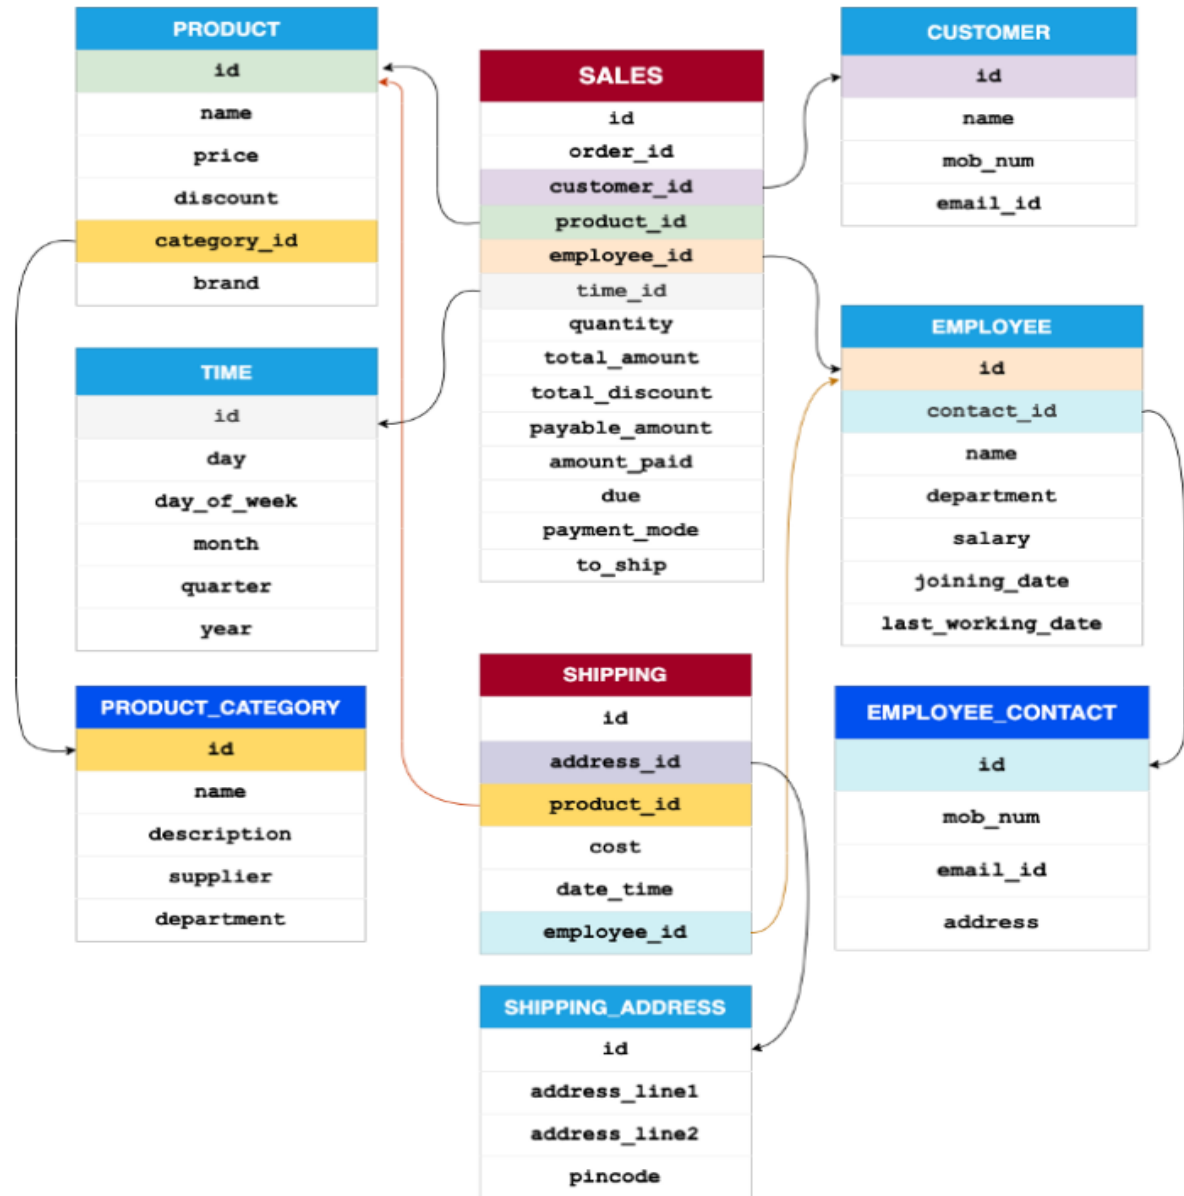 PRODUCT
id
name
price
discount
category_id
brand
TIME
id
day
day_of_week
month
quarter
year
PRODUCT_CATEGORY
id
name
description
supplier
department
SALES
id
order_id
customer_id
product_id
employee_id
time_id
quantity
total_amount
total_discount
payable_amount
amount_paid
due
payment_mode
to_ship
SHIPPING
id
address_id
product_id
cost
date_time
employee_id
SHIPPING_ADDRESS
id
address_line1
address_line2
pincode
CUSTOMER
id
name
mob_num
email_id
EMPLOYEE
id
contact_id
name
department
salary
joining_date
last_working_date
EMPLOYEE_CONTACT
id
mob_num
email_id
address